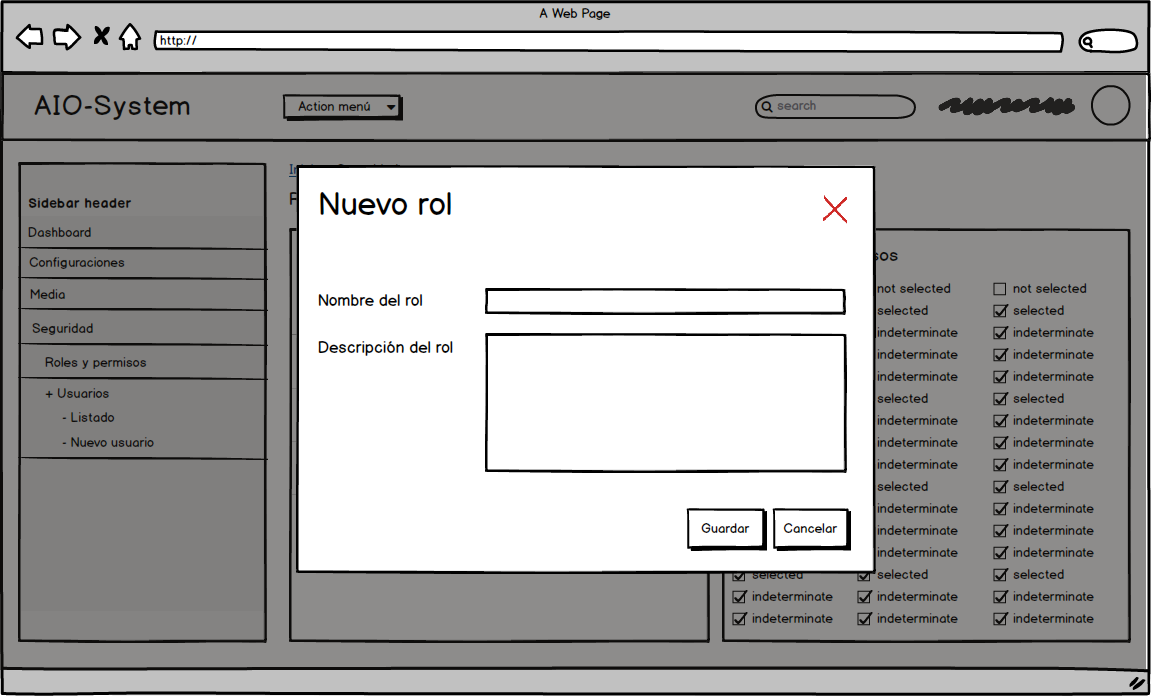 A Web Page
http://
AIO-System
Action menú
search
Sidebar header
Dashboard
Configuraciones
Media
Seguridad
Roles y permisos
+ Usuarios
- Listado
- Nuevo usuario
Nuevo rol
Nombre del rol
Descripción del rol
Guardar Cancelar
not selected not selected
selected selected
indeterminate indeterminate
indeterminate indeterminate
indeterminate indeterminate
selected selected
indeterminate indeterminate
indeterminate indeterminate
indeterminate indeterminate
selected selected
indeterminate indeterminate
indeterminate indeterminate
indeterminate indeterminate
selected selected selected
indeterminate indeterminate indeterminate
indeterminate indeterminate indeterminate